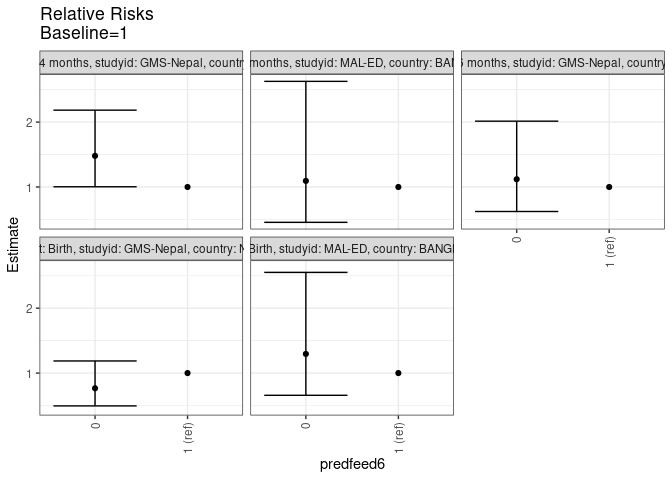 Relative Risks
Baseline=1
4 months, studyid: GMS-Nepal, countr
months, studyid: MAL-ED, country: BAN
months, studyid: GMS-Nepal, country
2
1
t: Birth, studyid: GMS-Nepal, country: N
Birth, studyid: MAL-ED, country: BANG
0
1 (ref)
2
1
0
1 (ref)
0
1 (ref)
Estimate
predfeed6